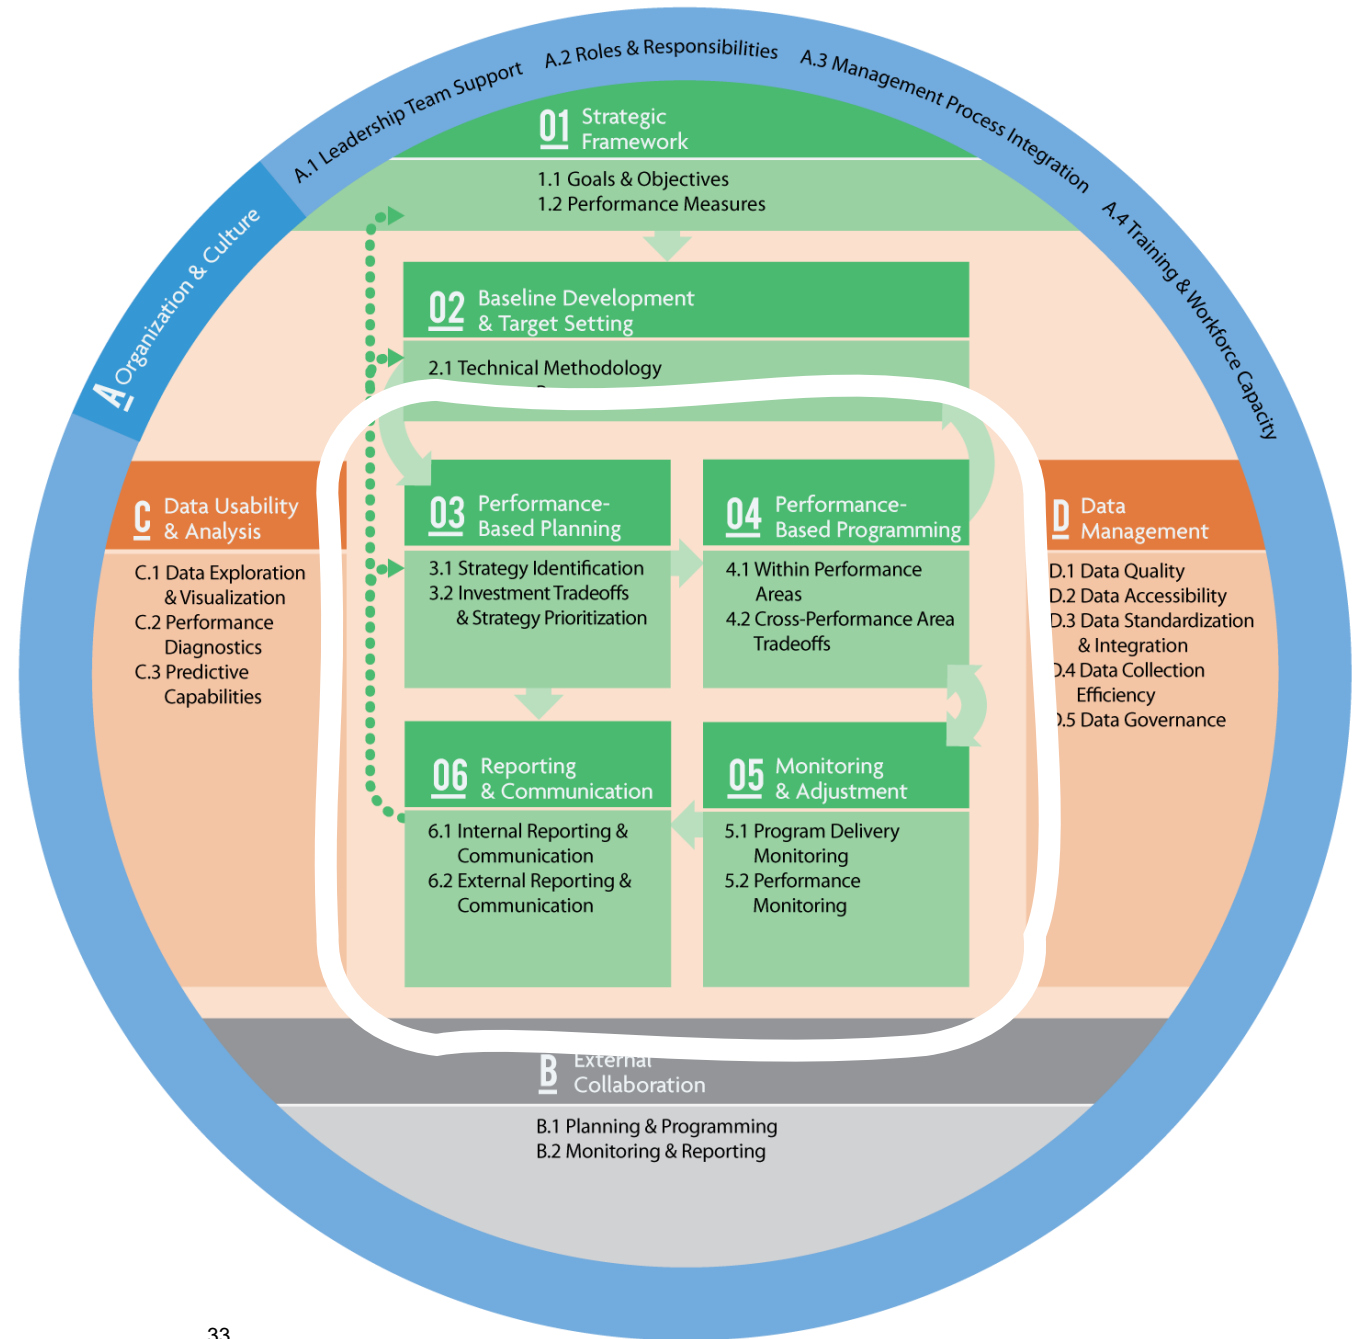 A.1 Leadership Team Support
A.2 Roles & Responsibilities
A.3 Management Process Integration
A.4 Training & Workforce Capacity
A Organization & Culture
01 Strategic
Framework
1.1 Goals & Objectives
1.2 Performance Measures
02 Baseline Development
& Target Setting
2.1 Technical Methodology
03 Performance-
Based Planning
3.1 Strategy Identification
3.2 Investment Tradeoffs
& Strategy Prioritization
04 Performance-
Based Programming
4.1 Within Performance
Areas
4.2 Cross-Performance Area
Tradeoffs
C Data Usability
& Analysis
C.1 Data Exploration
& Visualization
C.2 Performance
Diagnostics
C.3 Predictive
Capabilities
D Data
Management
D.1 Data Quality
D.2 Data Accessibility
D.3 Data Standardization
& Integration
D.4 Data Collection
Efficiency
D.5 Data Governance
06 Reporting
& Communication
6.1 Internal Reporting &
Communication
6.2 External Reporting &
Communication
05 Monitoring
& Adjustment
5.1 Program Delivery
Monitoring
5.2 Performance
Monitoring
B External
Collaboration
B.1 Planning & Programming
B.2 Monitoring & Reporting
33